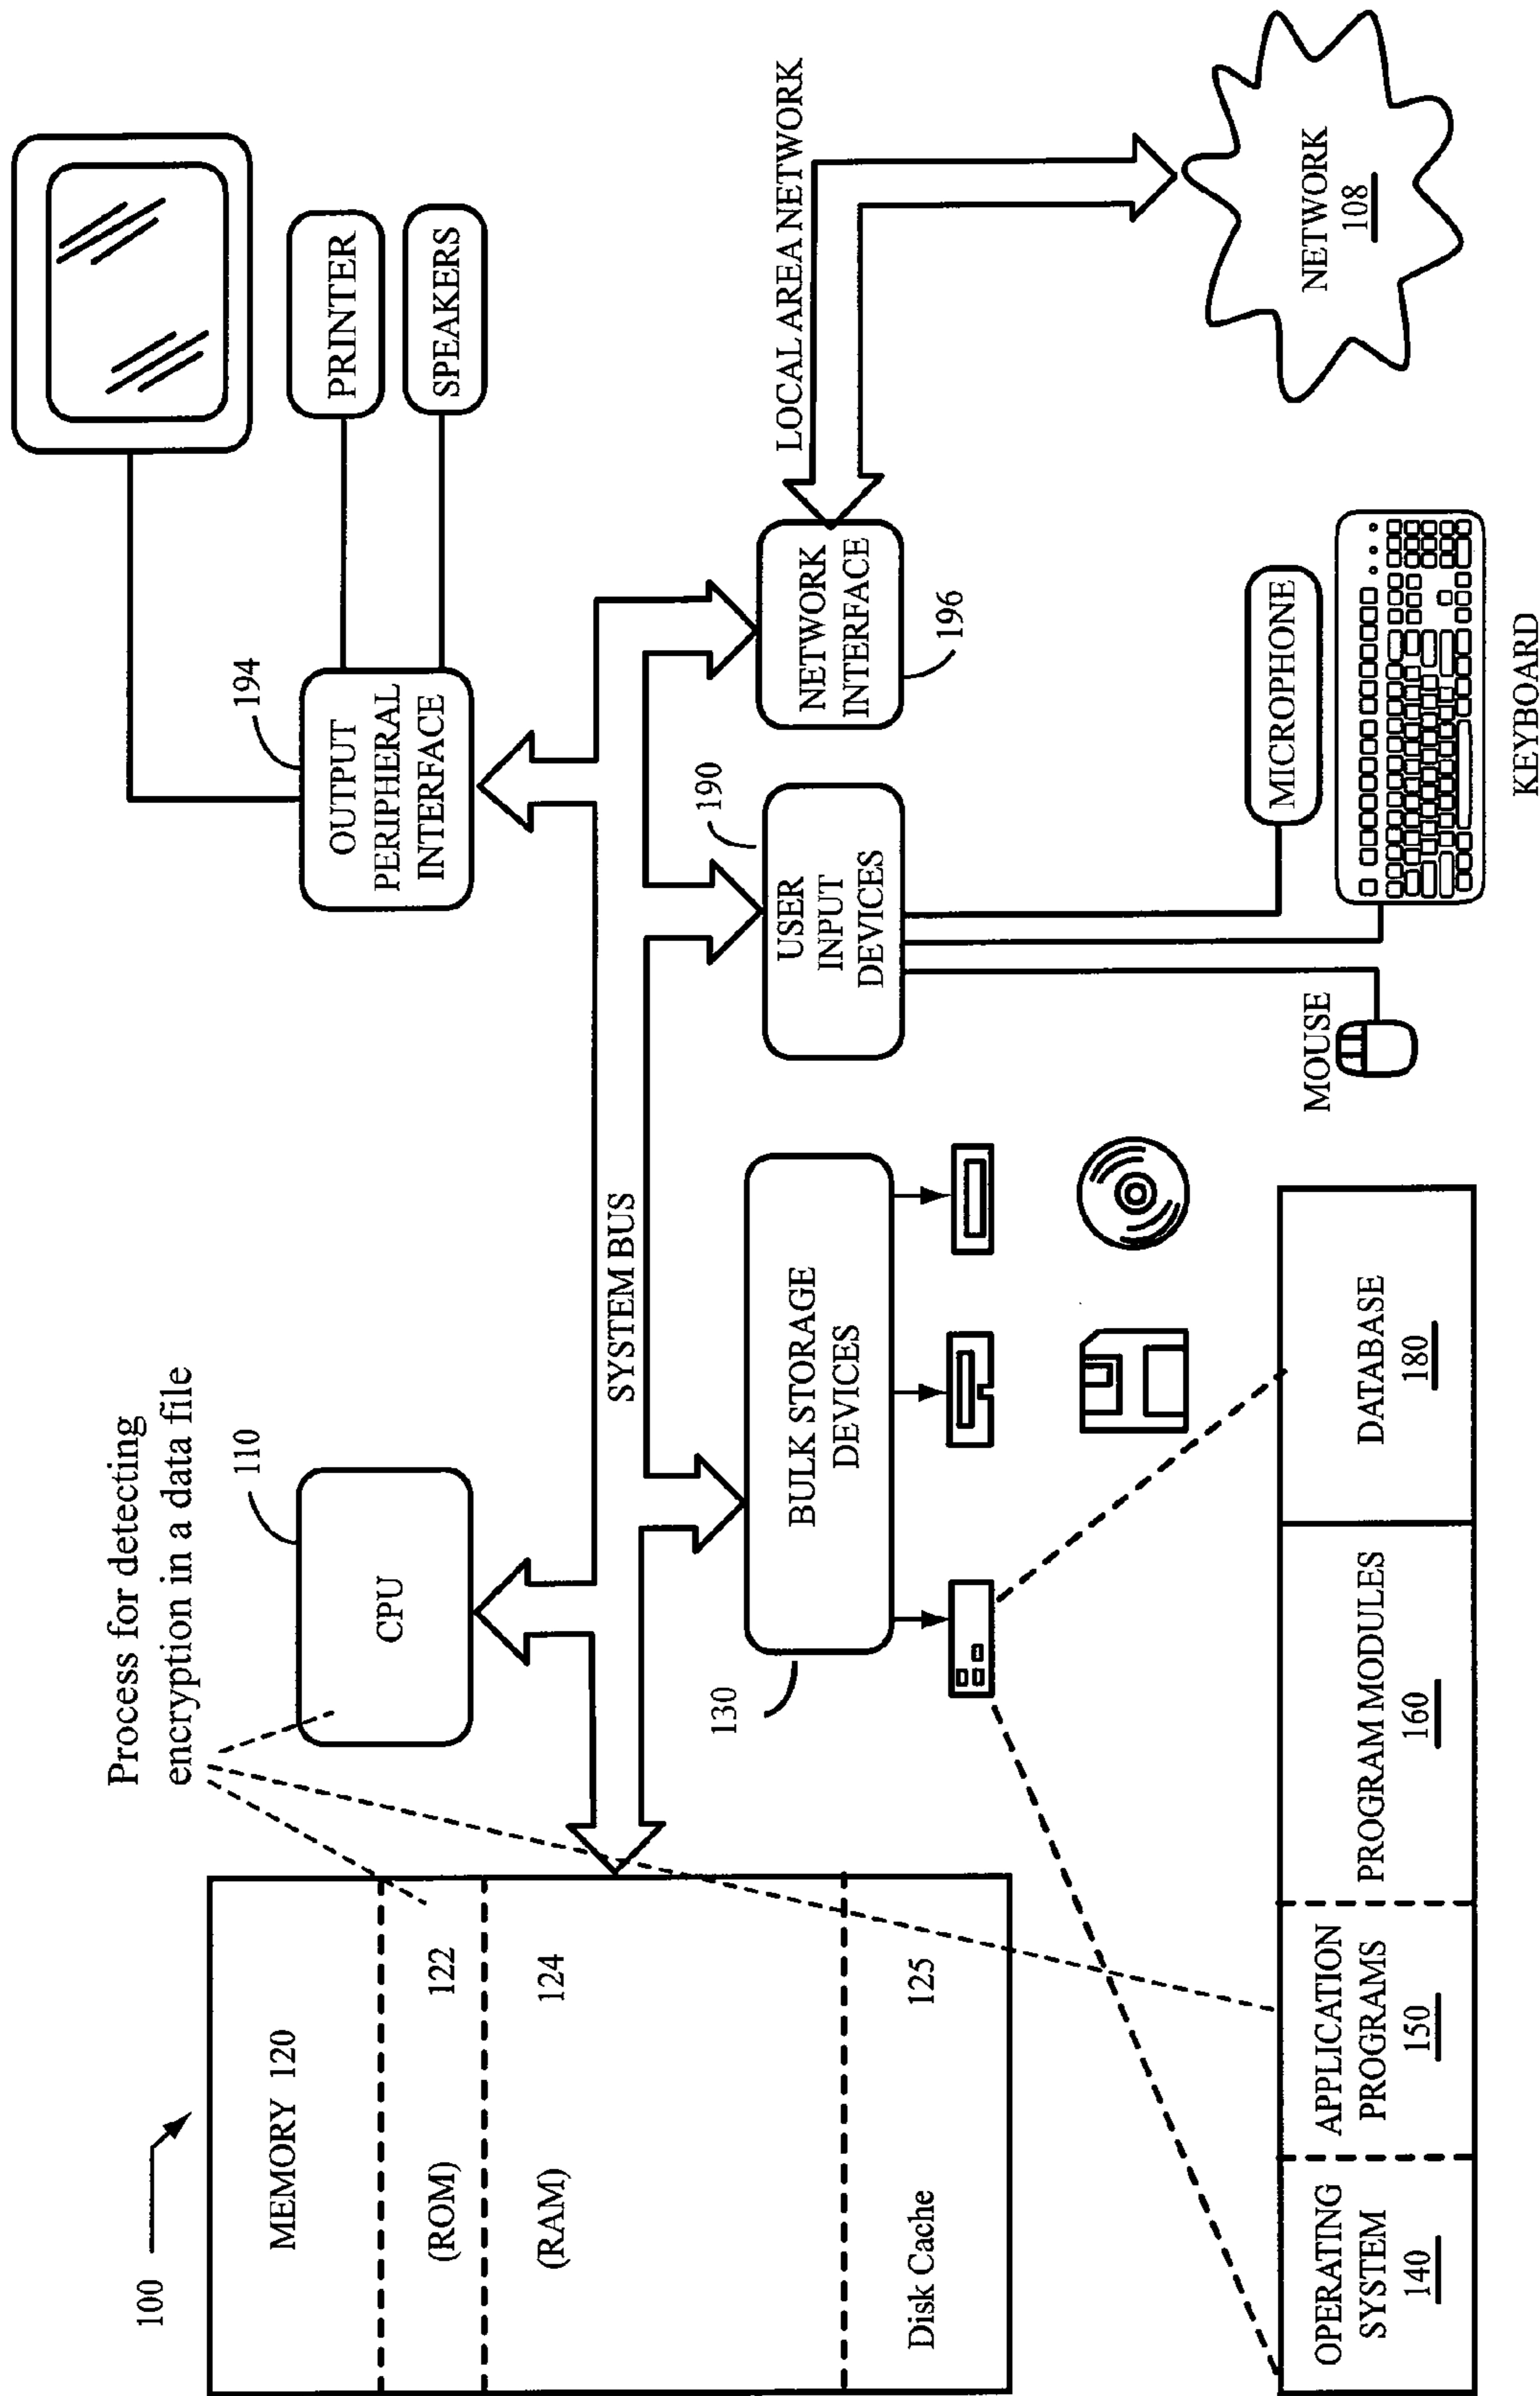 100
Process for detecting
encryption in a data file
MEMORY 120
(ROM) 122
(RAM) 124
Disk Cache 125
110
CPU
SYSTEM BUS
194
OUTPUT
PERIPHERAL
INTERFACE
PRINTER
SPEAKERS
130
BULK STORAGE
DEVICES
190
USER
INPUT
DEVICES
NETWORK
INTERFACE
196
LOCAL AREA NETWORK
NETWORK
108
MOUSE
MICROPHONE
KEYBOARD
OPERATING
SYSTEM
140
APPLICATION
PROGRAMS
150
PROGRAM MODULES
160
DATABASE
180